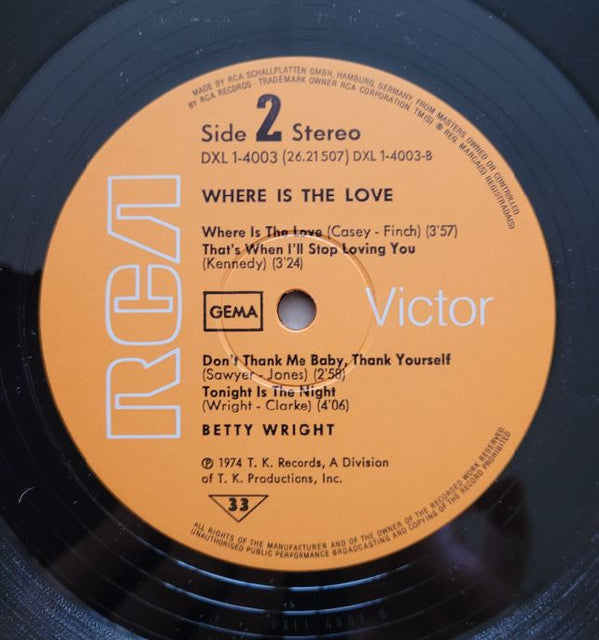 MADE BY RCA SCHALLPLATTEN GMBH, HAMBURG, GERMANY, FROM MASTERS OWNED OR CONTROLLED
BY RCA RECORDS · TRADEMARK OWNER RCA CORPORATION TM(S) ® REG. MARCA(S) REGISTRADA(S)
Side 2 Stereo
DXL 1-4003 (26.21507) DXL 1-4003-B
WHERE IS THE LOVE
Where Is The Love (Casey - Finch) (3'57)
That's When I'll Stop Loving You
(Kennedy) (3'24)
RCA
GEMA
Victor
Don't Thank Me Baby, Thank Yourself
(Sawyer - Jones) (2'58)
Tonight Is The Night
(Wright - Clarke) (4'06)
BETTY WRIGHT
℗ 1974 T. K. Records, A Division
of T. K. Productions, Inc.
33
ALL RIGHTS OF THE MANUFACTURER AND OF THE OWNER OF THE RECORDED WORK RESERVED
UNAUTHORISED PUBLIC PERFORMANCE BROADCASTING AND COPYING OF THE RECORD PROHIBITED